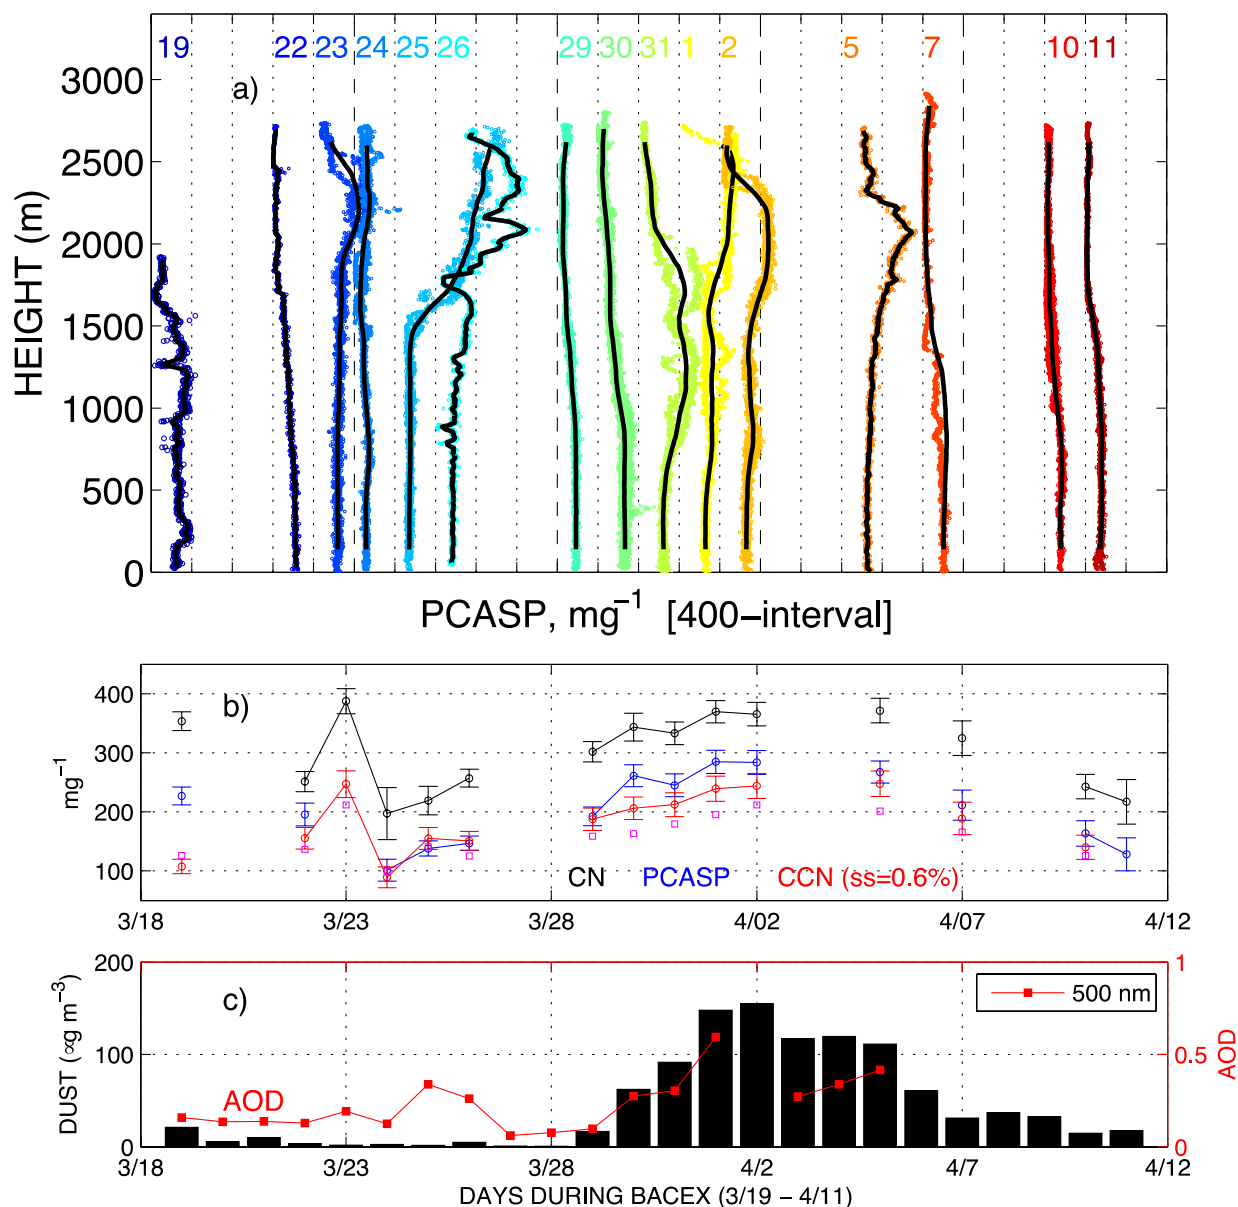 19 22 23 24 25 26 29 30 31 1 2 5 7 10 11
a)
3000
2500
2000
1500
1000
500
0
HEIGHT (m)
PCASP, mg⁻¹ [400−interval]
b)
400
300
200
100
mg⁻¹
CN PCASP CCN (ss=0.6%)
3/18 3/23 3/28 4/02 4/07 4/12
c)
200
100
0
DUST (∝g m⁻³)
AOD
500 nm
1
0.5
0
AOD
3/18 3/23 3/28 4/2 4/7 4/12
DAYS DURING BACEX (3/19 − 4/11)